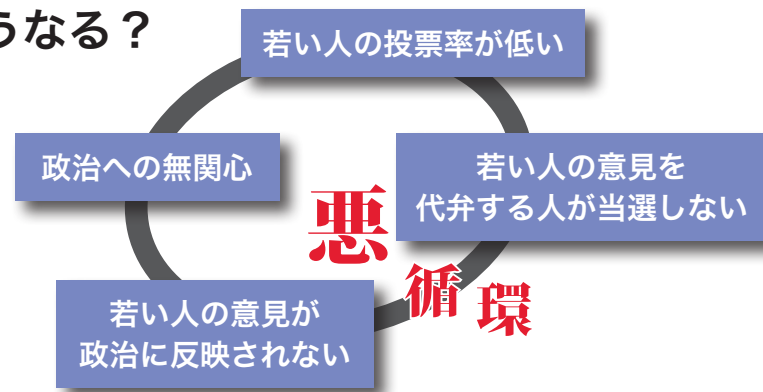 うなる？
若い人の投票率が低い
政治への無関心
若い人の意見を
代弁する人が当選しない
悪循環
若い人の意見が
政治に反映されない